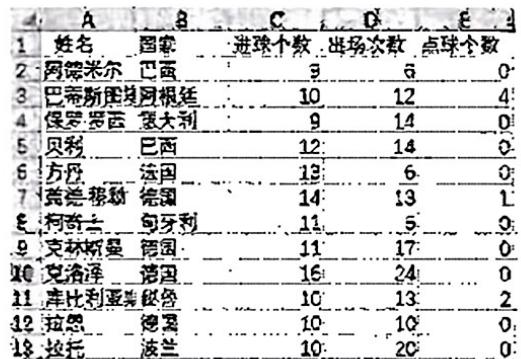 A B C D E
1 姓名 国家 进球个数 出场次数 点球个数
2 阿德米尔 巴西 9 6 0
3 巴蒂斯图 阿根廷 10 12 4
4 保罗·罗西 意大利 9 14 0
5 贝利 巴西 12 14 0
6 方丹 法国 13 6 0
7 盖德·穆勒 德国 14 13 1
8 柯奇士 匈牙利 11 5 0
9 克林斯曼 德国 11 17 0
10 克洛泽 德国 16 24 0
11 库比利亚 秘鲁 10 13 2
12 拉恩 德国 10 10 0
13 拉托 波兰 10 20 0